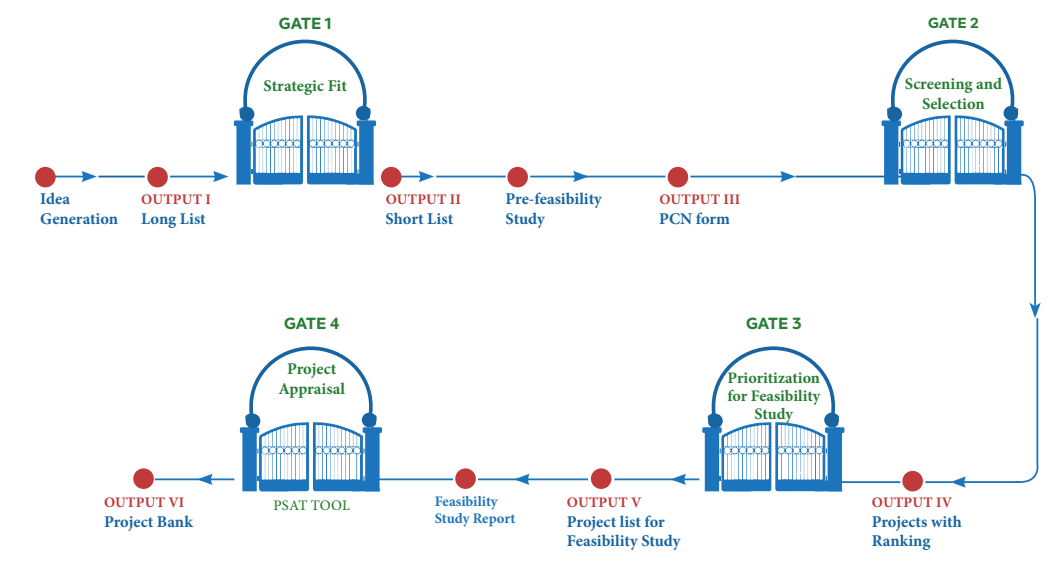 GATE 1
GATE 2
Strategic Fit
Screening and
Selection
Idea
Generation
OUTPUT I
Long List
OUTPUT II
Short List
Pre-feasibility
Study
OUTPUT III
PCN form
GATE 4
GATE 3
Project
Appraisal
Prioritization
for Feasibility
Study
OUTPUT VI
Project Bank
PSAT TOOL
Feasibility
Study Report
OUTPUT V
Project list for
Feasibility Study
OUTPUT IV
Projects with
Ranking